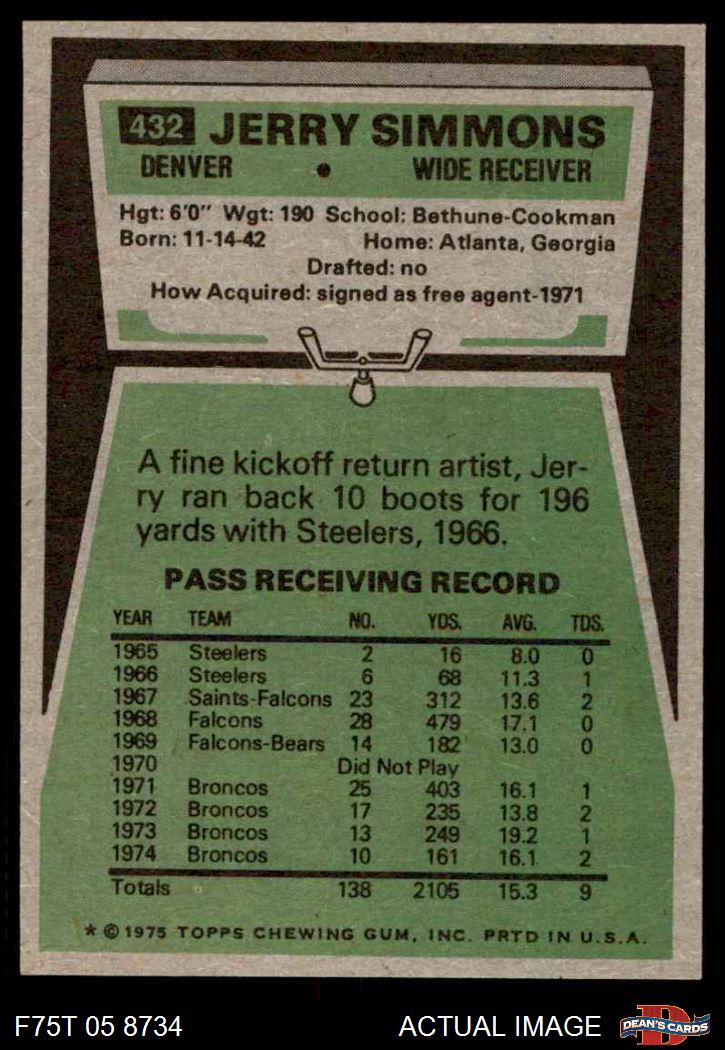 432 JERRY SIMMONS
DENVER • WIDE RECEIVER
Hgt: 6'0" Wgt: 190 School: Bethune-Cookman
Born: 11-14-42 Home: Atlanta, Georgia
Drafted: no
How Acquired: signed as free agent-1971
A fine kickoff return artist, Jer-
ry ran back 10 boots for 196
yards with Steelers, 1966.
PASS RECEIVING RECORD
YEAR TEAM NO. YDS. AVG. TDS.
1965 Steelers 2 16 8.0 0
1966 Steelers 6 68 11.3 1
1967 Saints-Falcons 23 312 13.6 2
1968 Falcons 28 479 17.1 0
1969 Falcons-Bears 14 182 13.0 0
1970 Did Not Play
1971 Broncos 25 403 16.1 1
1972 Broncos 17 235 13.8 2
1973 Broncos 13 249 19.2 1
1974 Broncos 10 161 16.1 2
Totals 138 2105 15.3 9
* © 1975 TOPPS CHEWING GUM, INC. PRTD IN U.S.A.
F75T 05 8734 ACTUAL IMAGE D DEAN'S CARDS